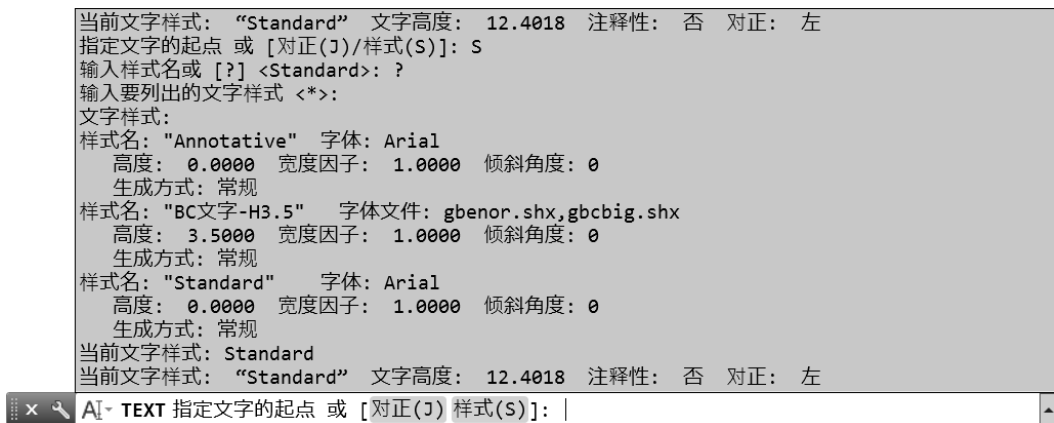 当前文字样式: “Standard” 文字高度: 12.4018 注释性: 否 对正: 左
指定文字的起点 或 [对正(J)/样式(S)]: S
输入样式名或 [?] <Standard>: ?
输入要列出的文字样式 <*>:
文字样式:
样式名: "Annotative" 字体: Arial
高度: 0.0000 宽度因子: 1.0000 倾斜角度: 0
生成方式: 常规
样式名: "BC文字-H3.5" 字体文件: gbenor.shx,gbcbig.shx
高度: 3.5000 宽度因子: 1.0000 倾斜角度: 0
生成方式: 常规
样式名: "Standard" 字体: Arial
高度: 0.0000 宽度因子: 1.0000 倾斜角度: 0
生成方式: 常规
当前文字样式: Standard
当前文字样式: “Standard” 文字高度: 12.4018 注释性: 否 对正: 左
TEXT 指定文字的起点 或 [对正(J) 样式(S)]: